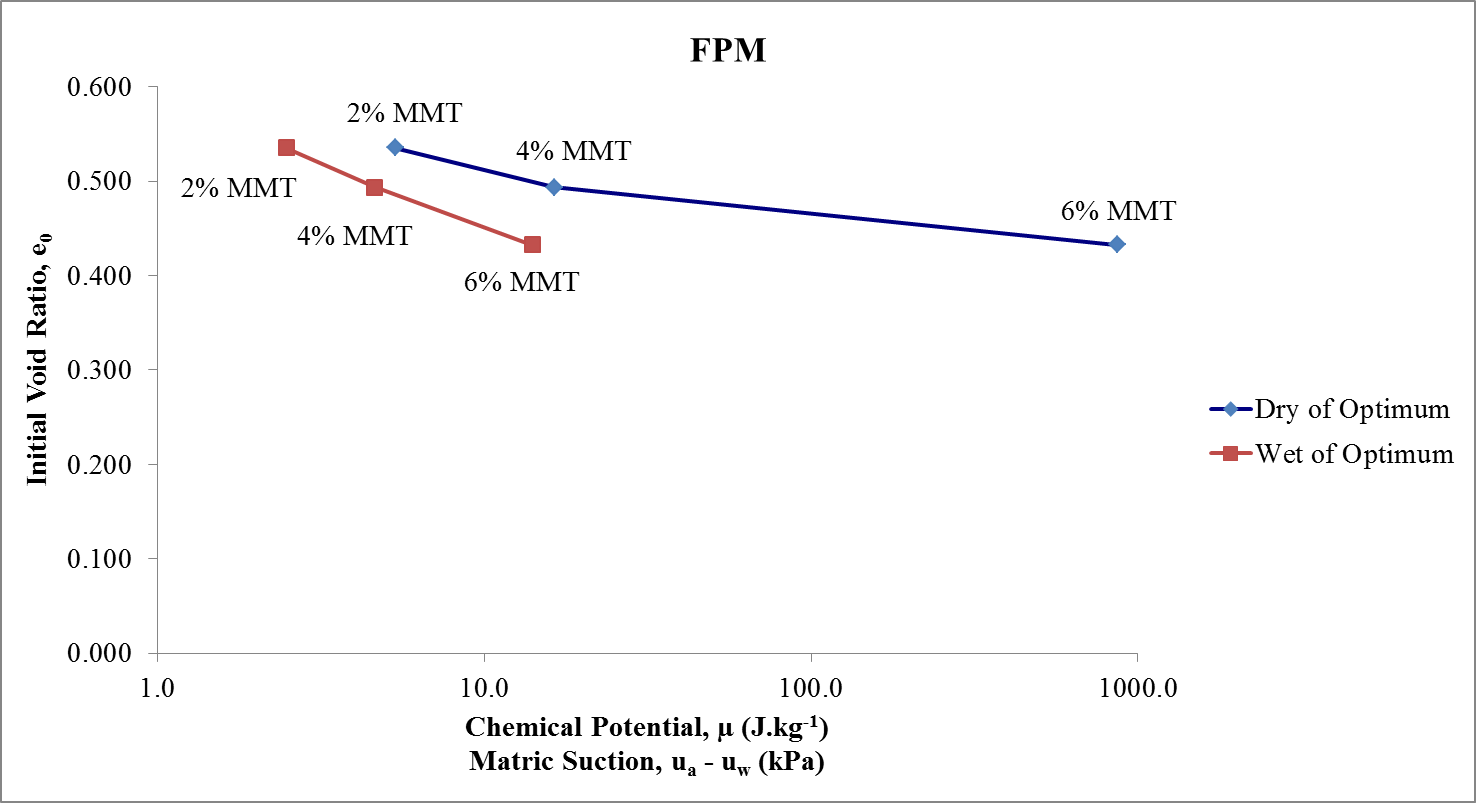 FPM
0.600
0.500
0.400
0.300
0.200
0.100
0.000
Initial Void Ratio, e₀
2% MMT
4% MMT
6% MMT
2% MMT
4% MMT
6% MMT
Dry of Optimum
Wet of Optimum
1.0 10.0 100.0 1000.0
Chemical Potential, μ (J.kg⁻¹)
Matric Suction, uₐ - u_w (kPa)